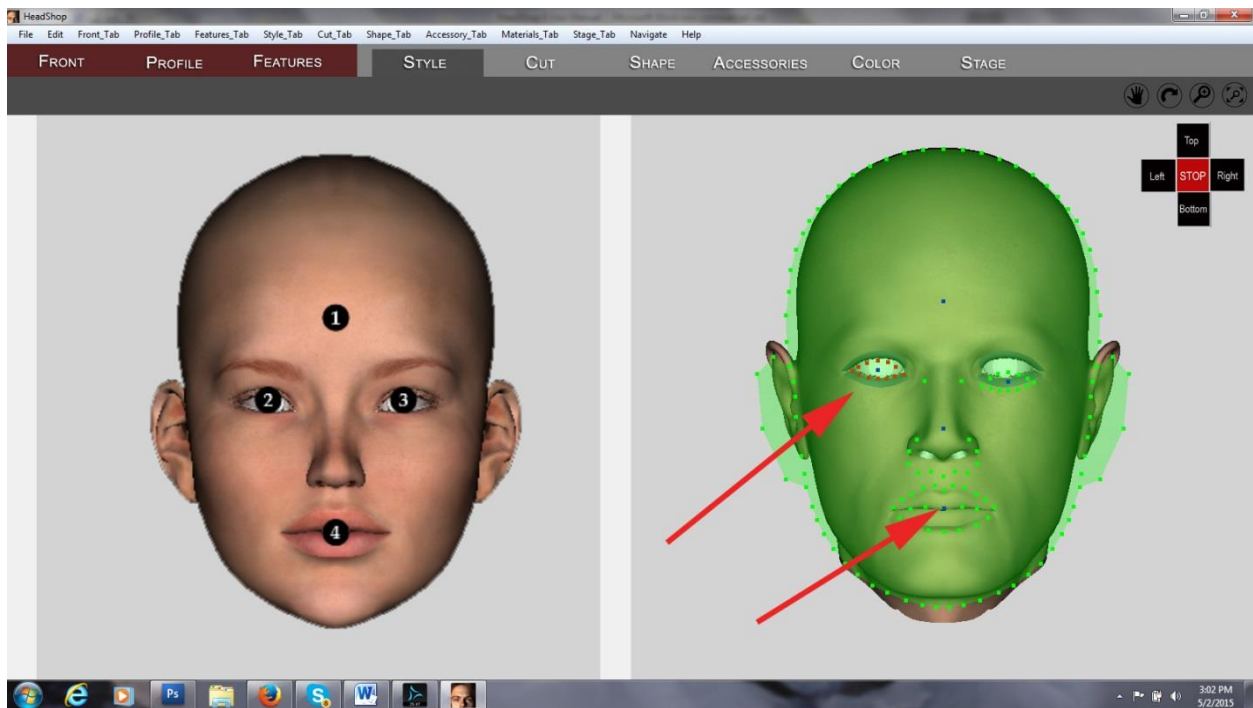 HeadShop
File Edit Front_Tab Profile_Tab Features_Tab Style_Tab Cut_Tab Shape_Tab Accessory_Tab Materials_Tab Stage_Tab Navigate Help
FRONT PROFILE FEATURES STYLE CUT SHAPE ACCESSORIES COLOR STAGE
Top
Left STOP Right
Bottom
1
2 3
4
Ps
3:02 PM
5/2/2015